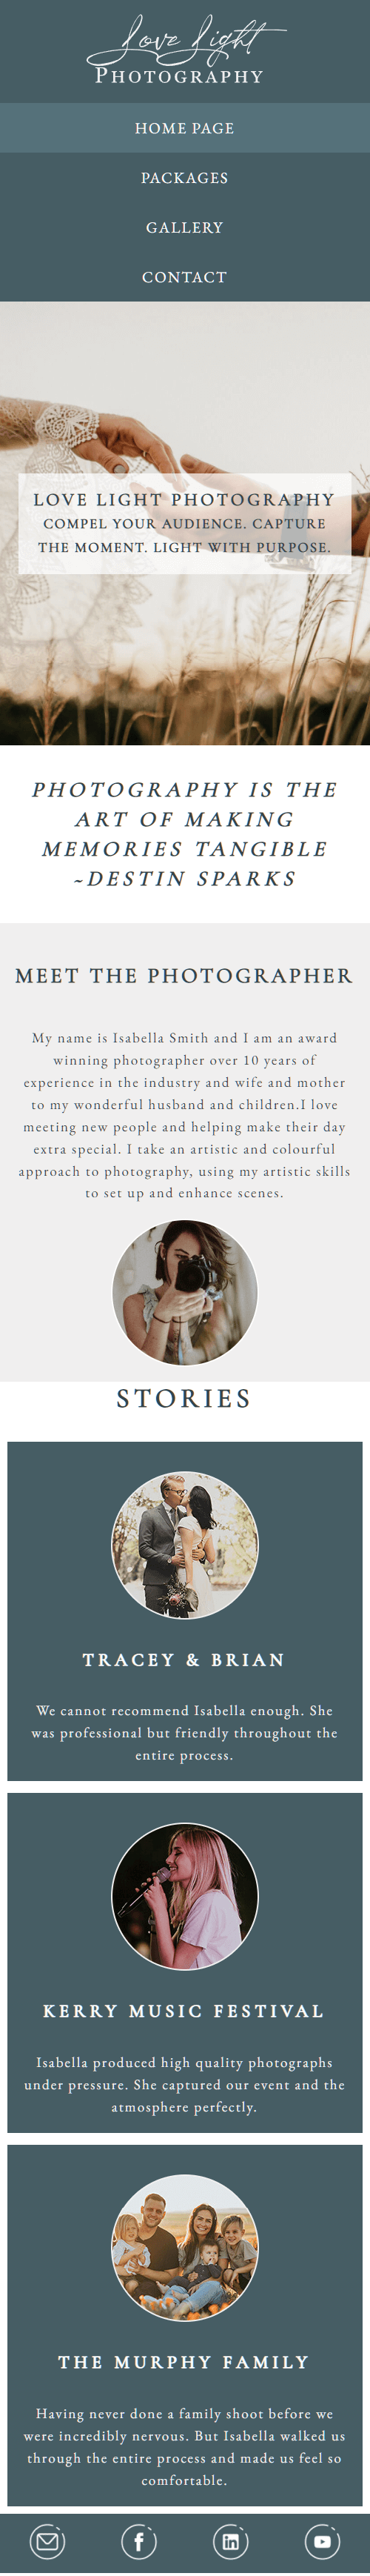 Love Light
PHOTOGRAPHY
HOME PAGE
PACKAGES
GALLERY
CONTACT
LOVE LIGHT PHOTOGRAPHY
COMPEL YOUR AUDIENCE. CAPTURE
THE MOMENT. LIGHT WITH PURPOSE.
PHOTOGRAPHY IS THE
ART OF MAKING
MEMORIES TANGIBLE
~DESTIN SPARKS
MEET THE PHOTOGRAPHER
My name is Isabella Smith and I am an award
winning photographer over 10 years of
experience in the industry and wife and mother
to my wonderful husband and children.I love
meeting new people and helping make their day
extra special. I take an artistic and colourful
approach to photography, using my artistic skills
to set up and enhance scenes.
STORIES
TRACEY & BRIAN
We cannot recommend Isabella enough. She
was professional but friendly throughout the
entire process.
KERRY MUSIC FESTIVAL
Isabella produced high quality photographs
under pressure. She captured our event and the
atmosphere perfectly.
THE MURPHY FAMILY
Having never done a family shoot before we
were incredibly nervous. But Isabella walked us
through the entire process and made us feel so
comfortable.